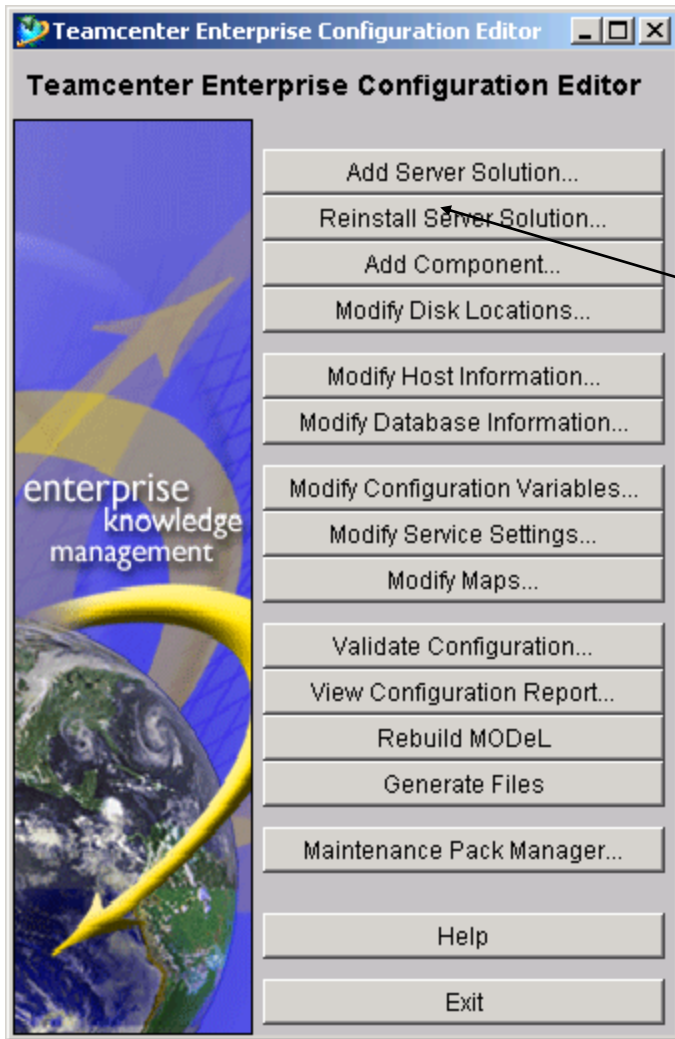 Teamcenter Enterprise Configuration Editor
Teamcenter Enterprise Configuration Editor
Add Server Solution...
Reinstall Server Solution...
Add Component...
Modify Disk Locations...
Modify Host Information...
Modify Database Information...
enterprise
knowledge
management
Modify Configuration Variables...
Modify Service Settings...
Modify Maps...
Validate Configuration...
View Configuration Report...
Rebuild MODeL
Generate Files
Maintenance Pack Manager...
Help
Exit